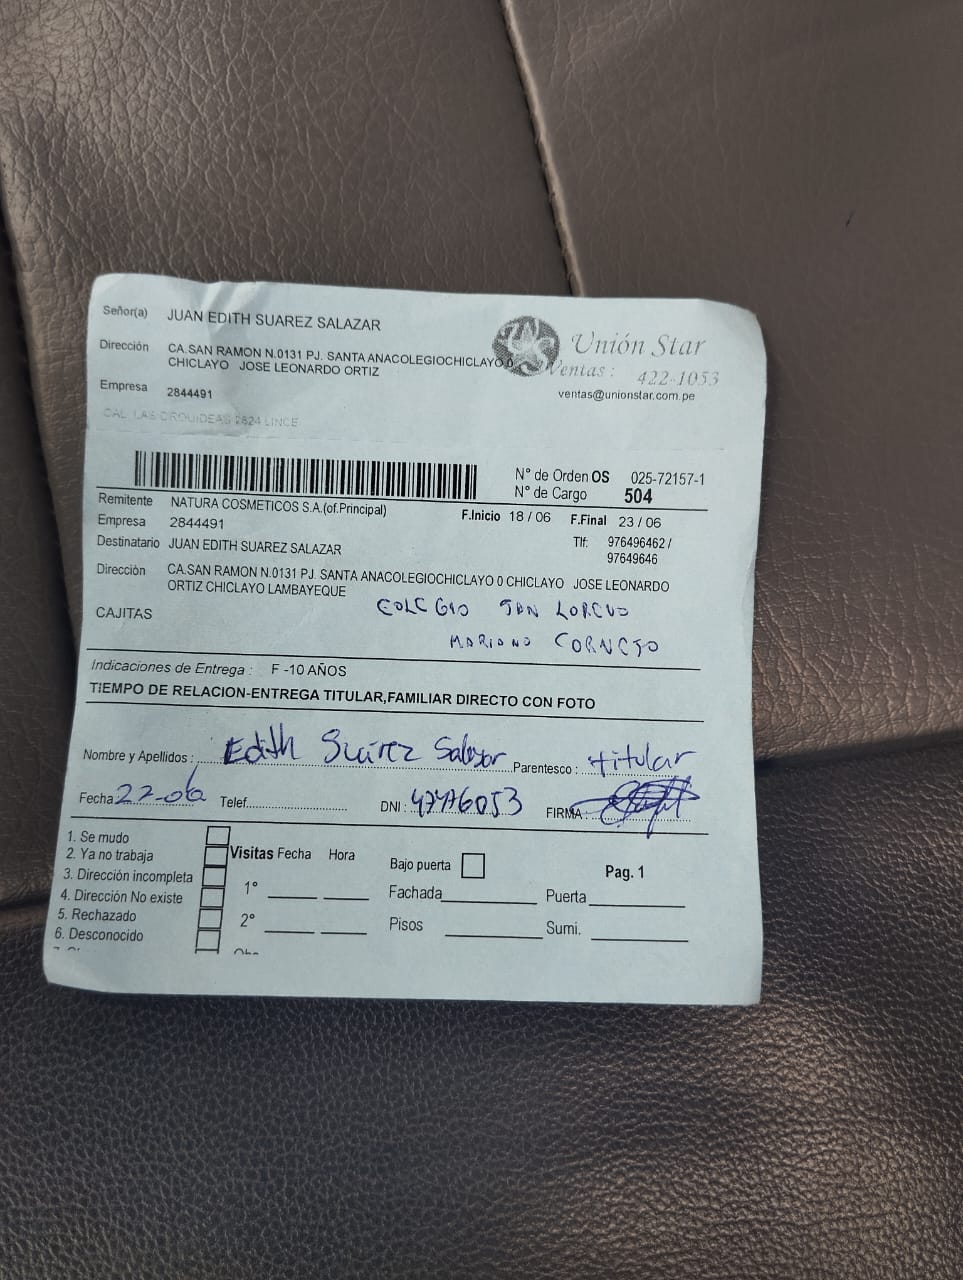 Señor(a) JUAN EDITH SUAREZ SALAZAR
Dirección CA.SAN RAMON N.0131 PJ. SANTA ANACOLEGIOCHICLAYO 0
CHICLAYO JOSE LEONARDO ORTIZ
Empresa 2844491
CAL. LAS ORQUIDEAS 2624 LINCE
Unión Star
Ventas : 422-1053
ventas@unionstar.com.pe
N° de Orden OS 025-72157-1
N° de Cargo 504
Remitente NATURA COSMETICOS S.A.(of.Principal)
F.Inicio 18 / 06 F.Final 23 / 06
Empresa 2844491
Tlf: 976496462 /
97649646
Destinatario JUAN EDITH SUAREZ SALAZAR
Dirección CA.SAN RAMON N.0131 PJ. SANTA ANACOLEGIOCHICLAYO 0 CHICLAYO JOSE LEONARDO
ORTIZ CHICLAYO LAMBAYEQUE
CAJITAS
COLEGIO SAN
MARIANO CORNEJO
Indicaciones de Entrega : F -10 AÑOS
TIEMPO DE RELACION-ENTREGA TITULAR,FAMILIAR DIRECTO CON FOTO
Nombre y Apellidos : Edith Suárez Salazar Parentesco : titular
Fecha 22-06 Telef. DNI : FIRMA :
1. Se mudo
2. Ya no trabaja
3. Dirección incompleta
4. Dirección No existe
5. Rechazado
6. Desconocido
Visitas Fecha Hora
1°
2°
Bajo puerta
Pag. 1
Fachada Puerta
Pisos Sumi.